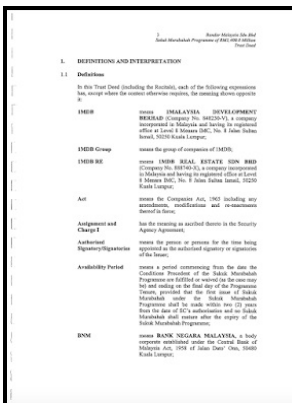 3
Bandar Malaysia Sdn Bhd
Sukuk Murabahah Programme of RM2,400.0 Million
Trust Deed
1. DEFINITIONS AND INTERPRETATION
1.1 Definitions
In this Trust Deed (including the Recitals), each of the following expressions
has, except where the context otherwise requires, the meaning shown opposite
it:
1MDB means 1MALAYSIA DEVELOPMENT
BERHAD (Company No. 848230-V), a company
incorporated in Malaysia and having its registered
office at Level 8 Menara IMC, No. 8 Jalan Sultan
Ismail, 50250 Kuala Lumpur;
1MDB Group means the group of companies of 1MDB;
1MDB RE means 1MDB REAL ESTATE SDN BHD
(Company No. a company incorporated
in Malaysia and having its registered office at Level
8 Menara IMC, No. 8 Jalan Sultan Ismail, 50250
Kuala Lumpur;
Act means the Companies Act, 1965 including any
amendments, modifications and re-enactments
thereof in force;
Assignment and has the meaning as ascribed thereto in the Security
Charge I Agency Agreement;
Authorised means the person or persons for the time being
Signatory/Signatories appointed as the authorised signatory or signatories
of the Issuer;
Availability Period means a period commencing from the date the
Conditions Precedent of the Sukuk Murabahah
Programme are fulfilled or waived (as the case may
be) and ending on the final day of the Programme
Tenure, provided that the first issue of Sukuk
Murabahah under the Sukuk Murabahah
Programme shall be made within two (2) years
from the date of SC's authorisation and no Sukuk
Murabahah shall mature after the expiry of the
Sukuk Murabahah Programme;
BNM means BANK NEGARA MALAYSIA, a body
corporate established under the Central Bank of
Malaysia Act, 1958 of Jalan Dato' Onn, 50480
Kuala Lumpur;